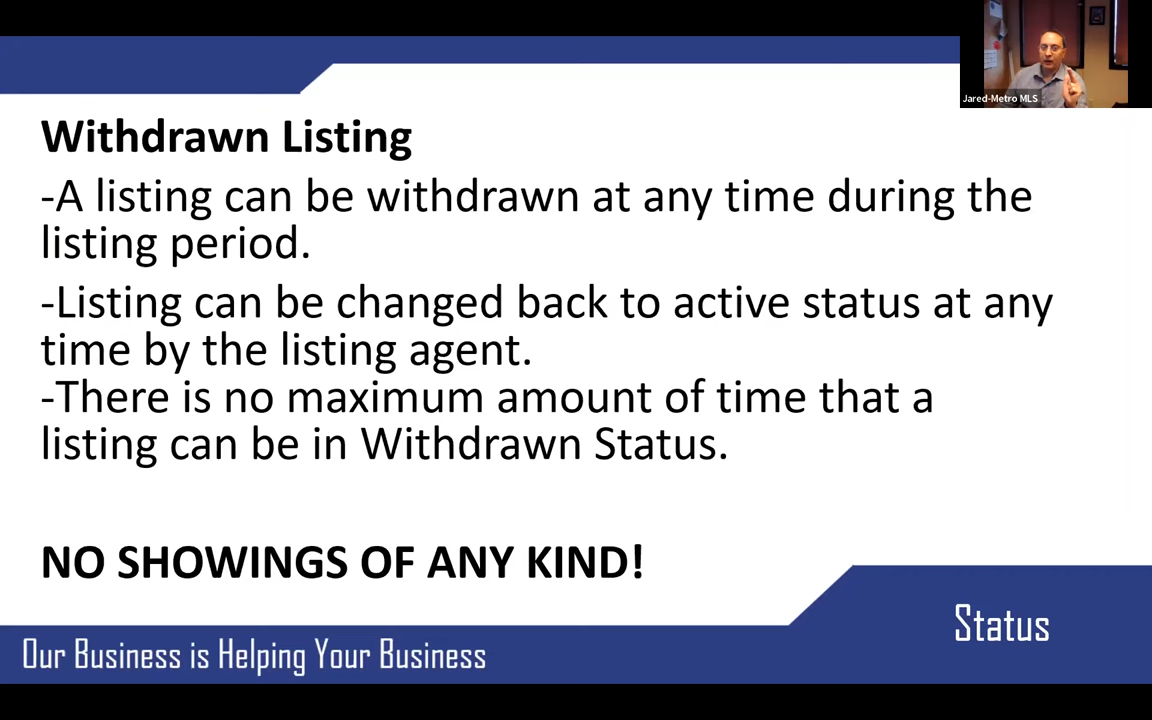 Jared-Metro MLS
Withdrawn Listing
-A listing can be withdrawn at any time during the
listing period.
-Listing can be changed back to active status at any
time by the listing agent.
-There is no maximum amount of time that a
listing can be in Withdrawn Status.
NO SHOWINGS OF ANY KIND!
Status
Our Business is Helping Your Business